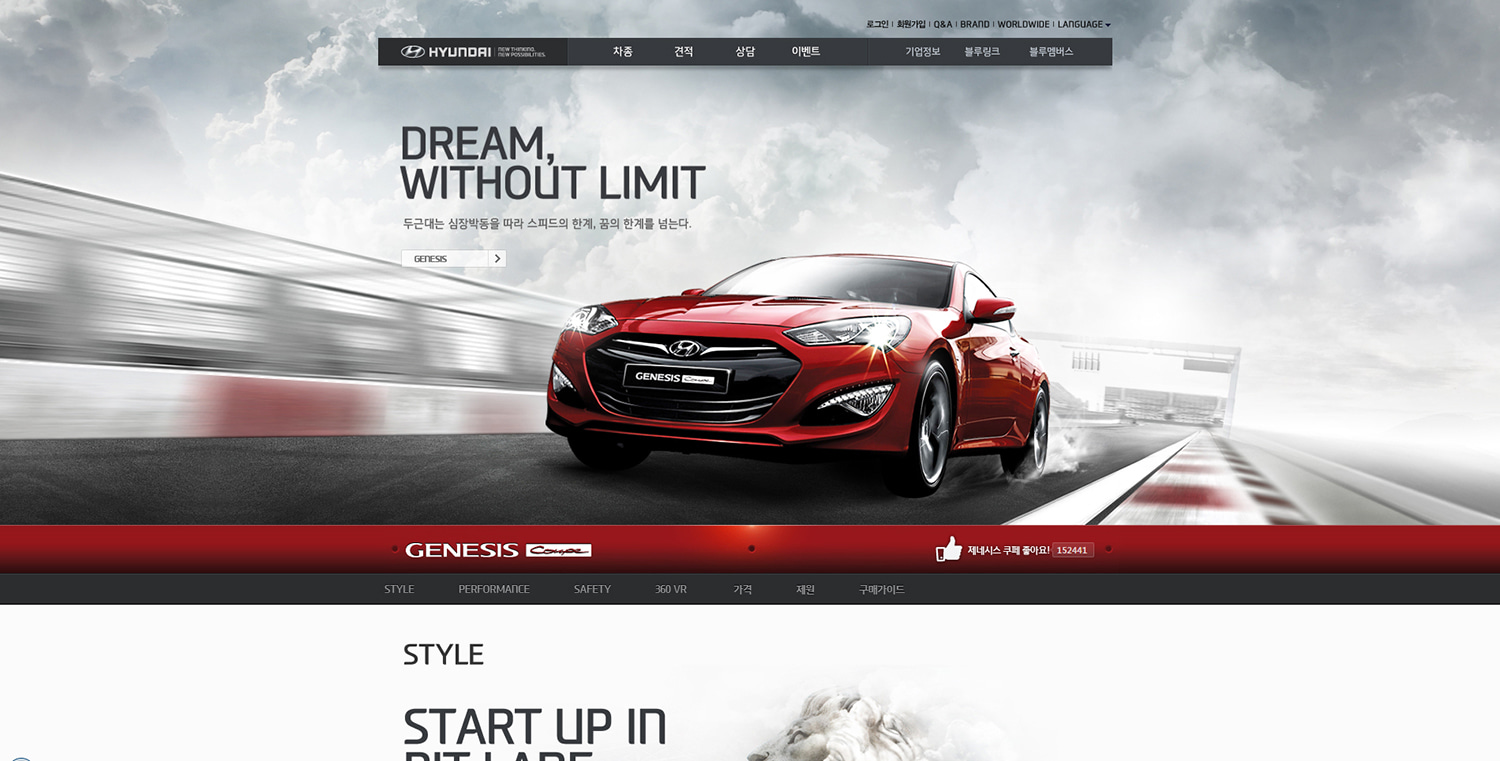 로그인 | 회원가입 | Q&A | BRAND | WORLDWIDE | LANGUAGE
HYUNDAI | NEW THINKING. NEW POSSIBILITIES.
차종 견적 상담 이벤트 기업정보 블루링크 블루멤버스
DREAM,
WITHOUT LIMIT
두근대는 심장박동을 따라 스피드의 한계, 꿈의 한계를 넘는다.
GENESIS
GENESIS Coupe
GENESIS Coupe
제네시스 쿠페 좋아요! 152441
STYLE PERFORMANCE SAFETY 360 VR 가격 제원 구매가이드
STYLE
START UP IN
PIT LANE